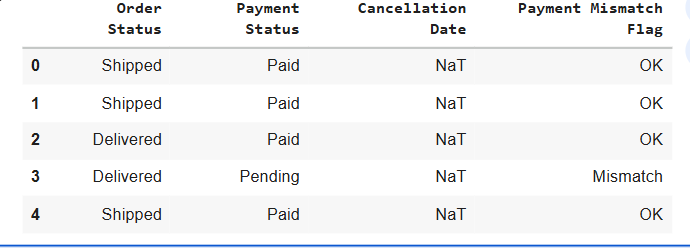 Order Payment Cancellation Payment Mismatch
Status Status Date Flag
0 Shipped Paid NaT OK
1 Shipped Paid NaT OK
2 Delivered Paid NaT OK
3 Delivered Pending NaT Mismatch
4 Shipped Paid NaT OK